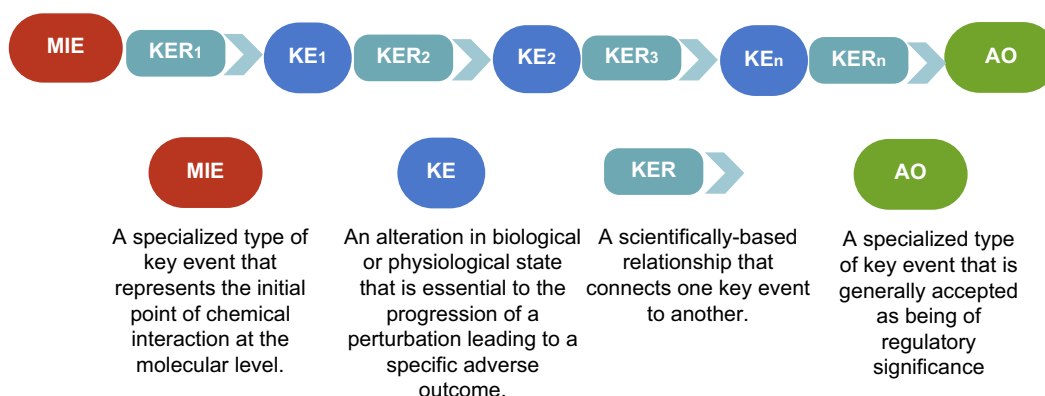 MIE KER1 KE1 KER2 KE2 KER3 KEn KERn AO
MIE
A specialized type of
key event that
represents the initial
point of chemical
interaction at the
molecular level.
KE
An alteration in biological
or physiological state
that is essential to the
progression of a
perturbation leading to a
specific adverse
outcome.
KER
A scientifically-based
relationship that
connects one key event
to another.
AO
A specialized type
of key event that is
generally accepted
as being of
regulatory
significance